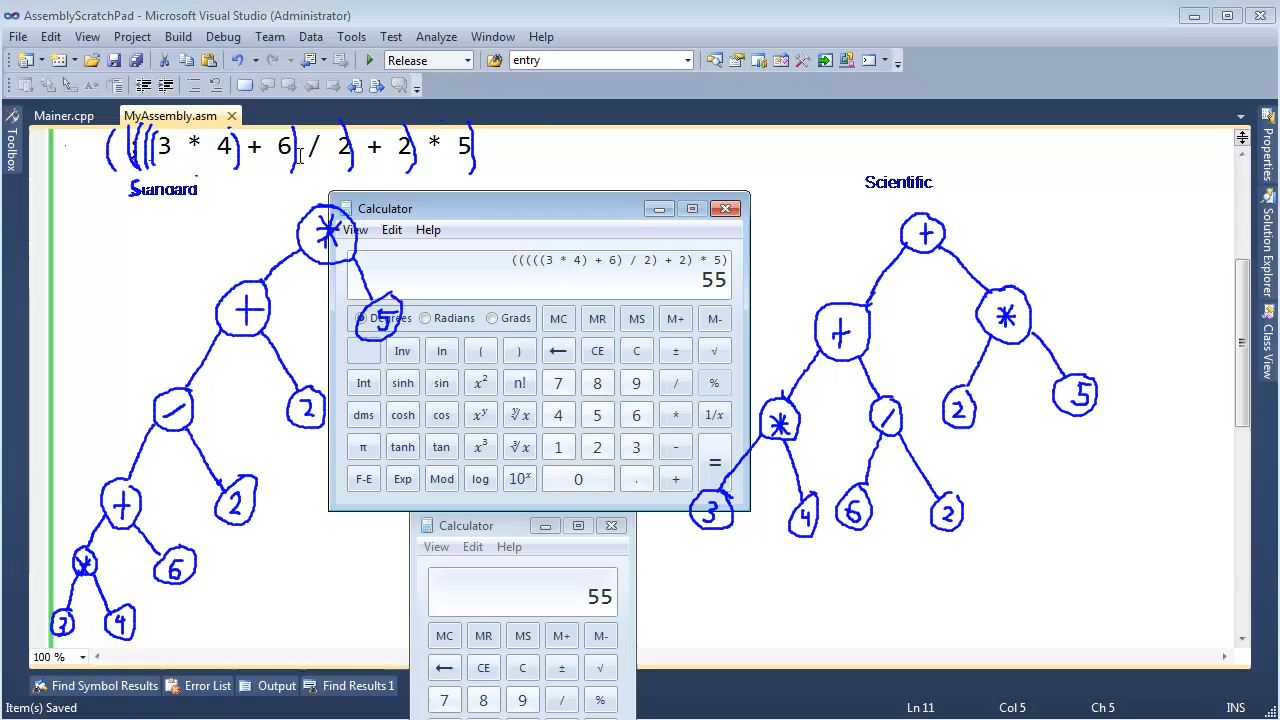 AssemblyScratchPad - Microsoft Visual Studio (Administrator)
File Edit View Project Build Debug Team Data Tools Test Analyze Window Help
Release entry
Mainer.cpp MyAssembly.asm
Toolbox
Properties
Solution Explorer
Class View
(((((3 * 4) + 6) / 2) + 2) * 5)
Standard
Scientific
*
+ 5
/ 2
+ 2
* 6
3 4
Calculator
View Edit Help
(((((3 * 4) + 6) / 2) + 2) * 5)
55
Degrees Radians Grads MC MR MS M+ M-
Inv ln ( ) ← CE C ± √
Int sinh sin x² n! 7 8 9 / %
dms cosh cos xʸ ʸ√x 4 5 6 * 1/x
π tanh tan x³ ³√x 1 2 3 - =
F-E Exp Mod log 10ˣ 0 . +
+
+ *
* / 2 5
3 4 6 2
Calculator
View Edit Help
55
MC MR MS M+ M-
← CE C ± √
7 8 9 / %
100 %
Find Symbol Results Error List Output Find Results 1
Item(s) Saved Ln 11 Col 5 Ch 5 INS